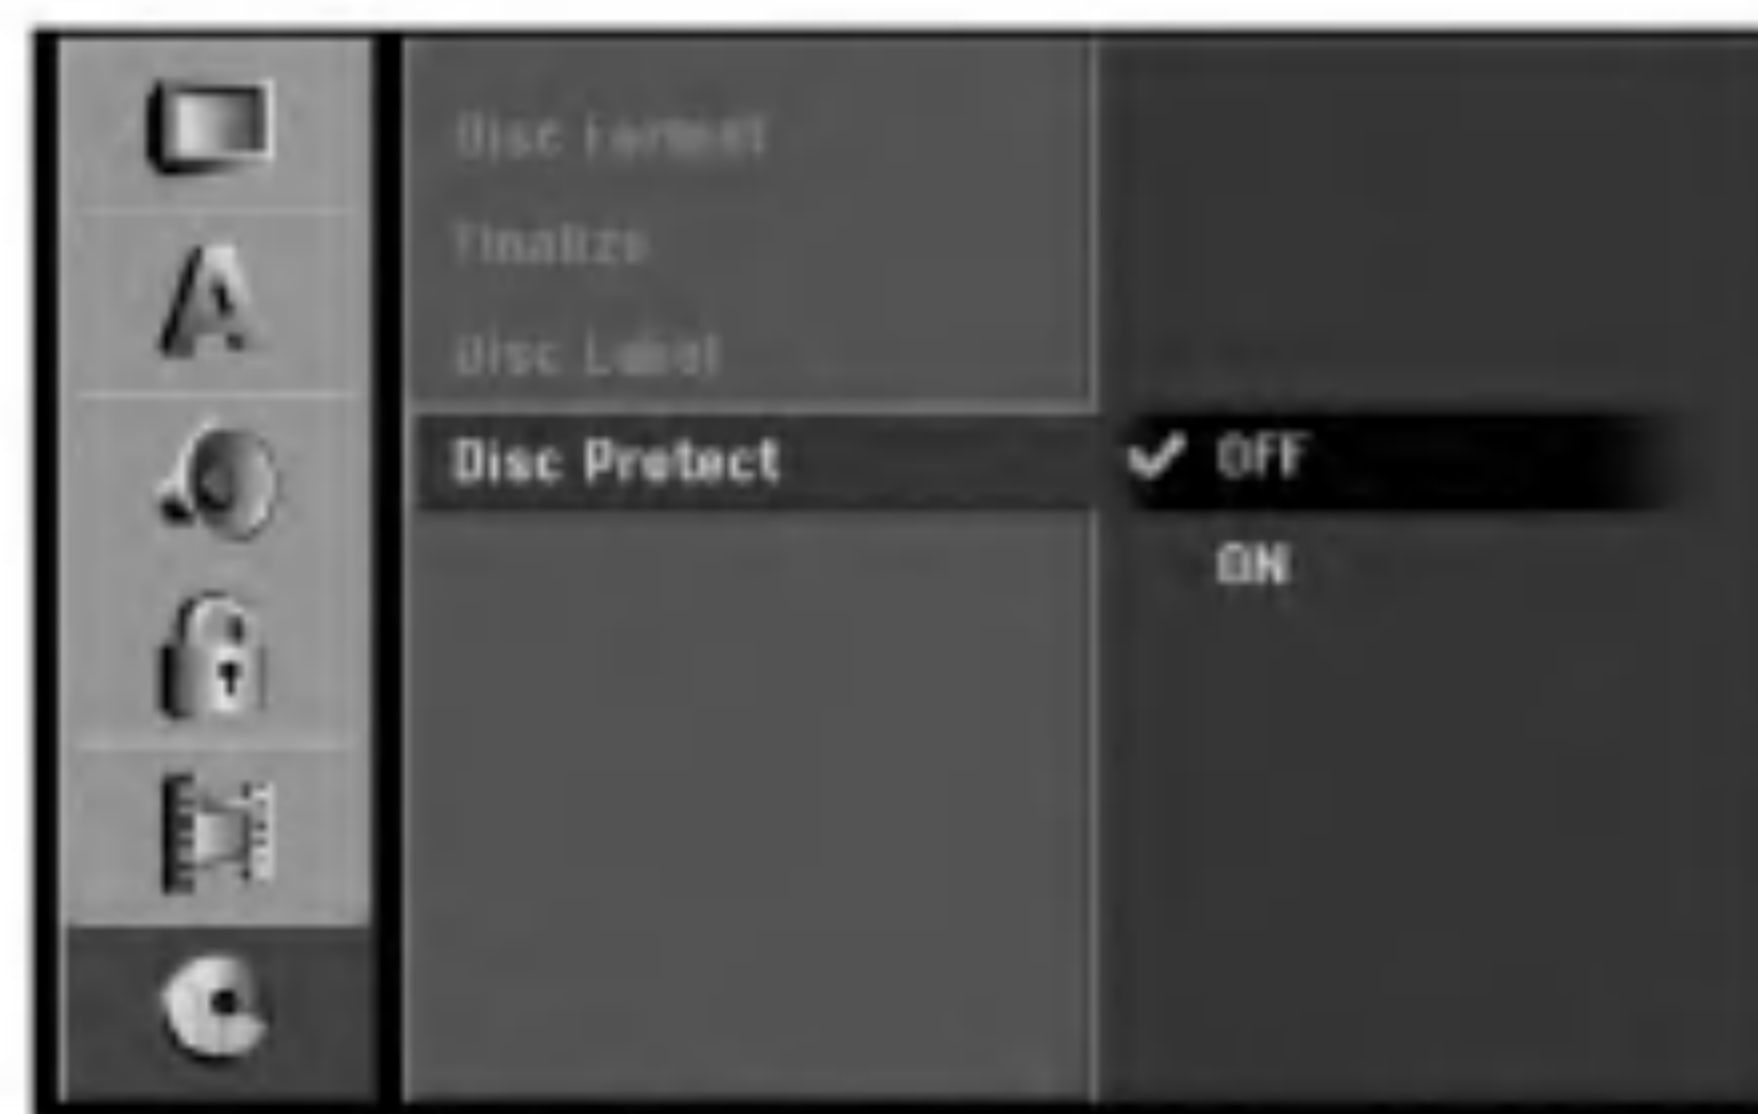 Disc Format
Finalize
Disc Label
Disc Protect
OFF
ON